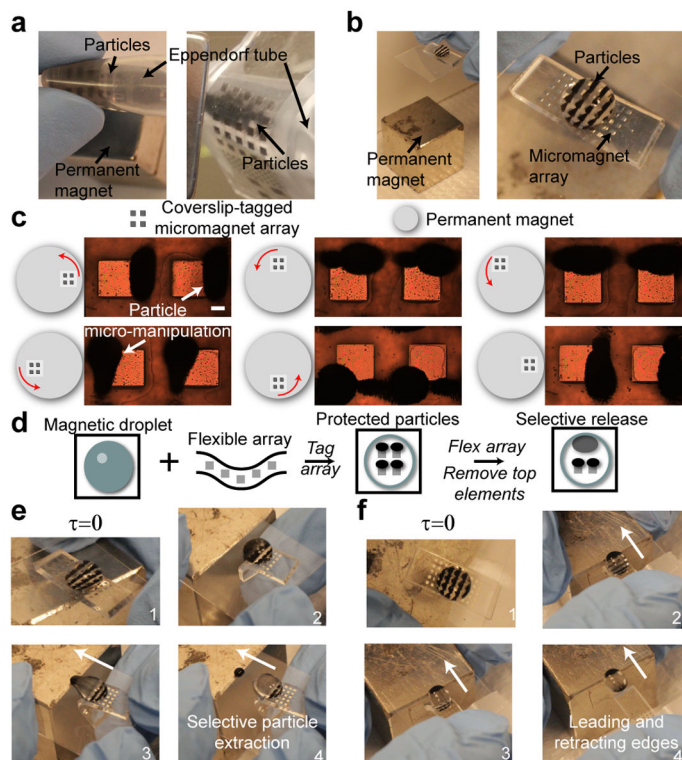 a
Particles
Eppendorf tube
Permanent
magnet
Particles
b
Particles
Permanent
magnet
Micromagnet
array
c
Coverslip-tagged
micromagnet array
Permanent magnet
Particle
micro-manipulation
d
Magnetic droplet
Flexible array
Tag
array
Protected particles
Flex array
Remove top
elements
Selective release
e
τ=0
1
2
3
Selective particle
extraction
4
f
τ=0
1
2
3
Leading and
retracting edges
4